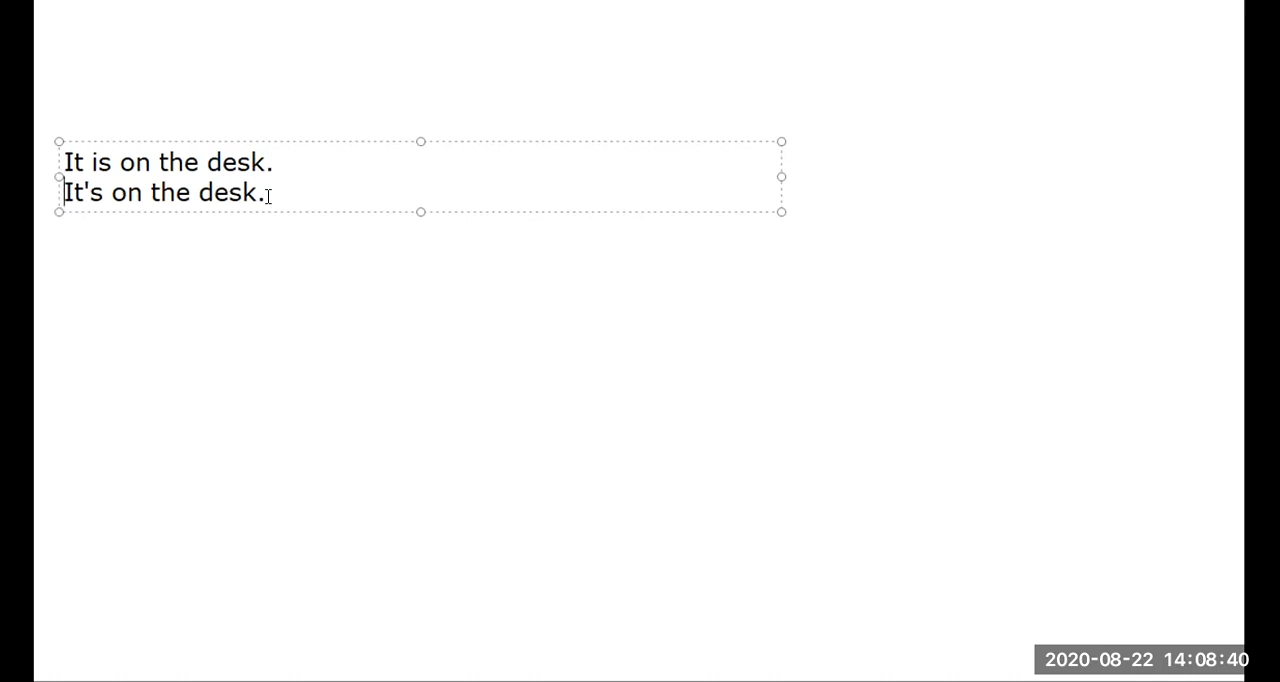 It is on the desk.
It's on the desk.
2020-08-22 14:08:40